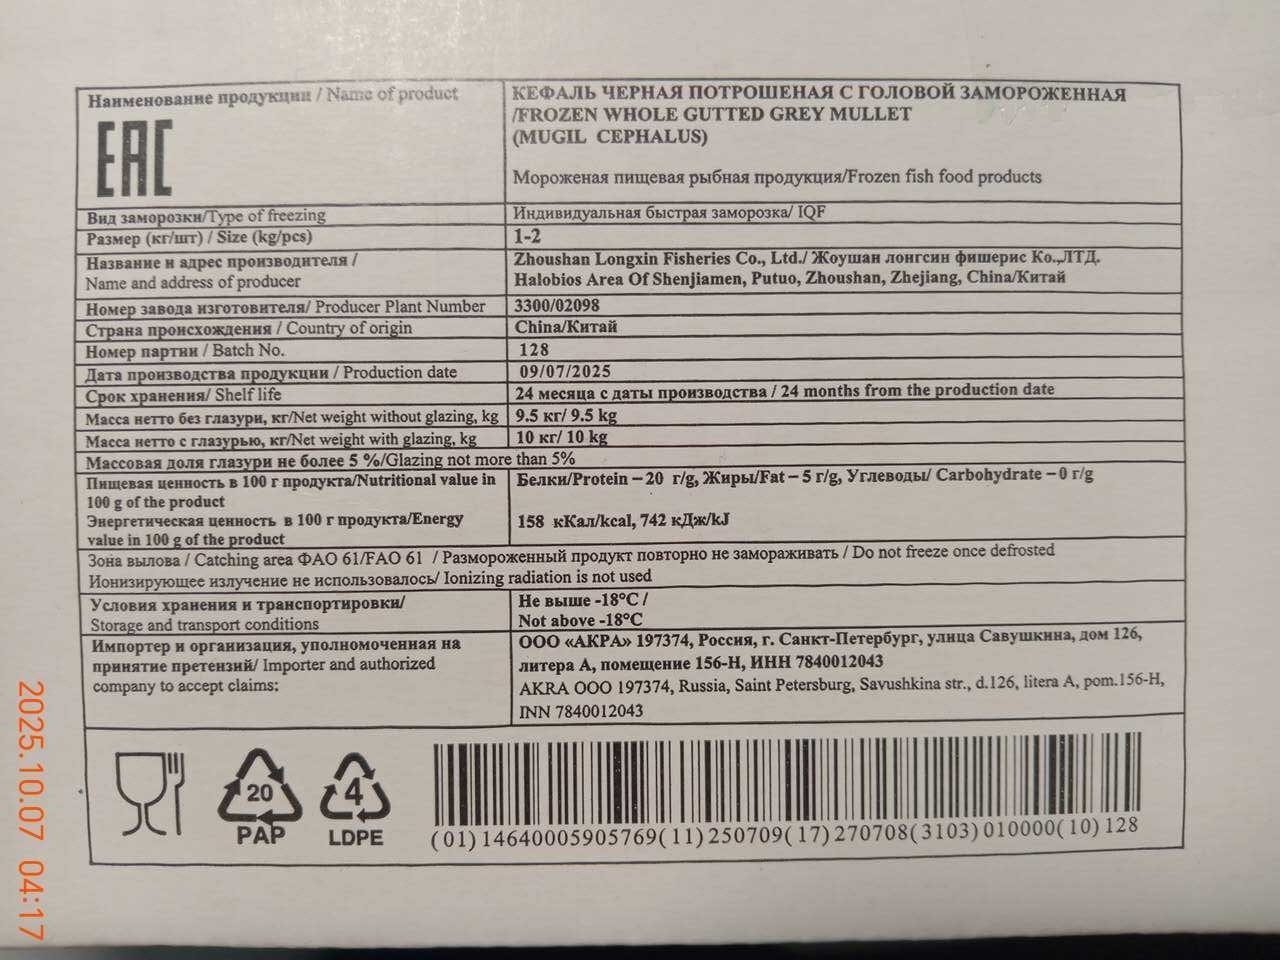 Наименование продукции / Name of product
EAC
КЕФАЛЬ ЧЕРНАЯ ПОТРОШЕНАЯ С ГОЛОВОЙ ЗАМОРОЖЕННАЯ
/FROZEN WHOLE GUTTED GREY MULLET
(MUGIL CEPHALUS)
Мороженая пищевая рыбная продукция/Frozen fish food products
Вид заморозки/Type of freezing
Индивидуальная быстрая заморозка/ IQF
Размер (кг/шт) / Size (kg/pcs)
1-2
Название и адрес производителя /
Name and address of producer
Zhoushan Longxin Fisheries Co., Ltd./ Жоушан лонгсин фишерис Ко.,ЛТД.
Halobios Area Of Shenjiamen, Putuo, Zhoushan, Zhejiang, China/Китай
Номер завода изготовителя/ Producer Plant Number
3300/02098
Страна происхождения / Country of origin
China/Китай
Номер партии / Batch No.
128
Дата производства продукции / Production date
09/07/2025
Срок хранения/ Shelf life
24 месяца с даты производства / 24 months from the production date
Масса нетто без глазури, кг/Net weight without glazing, kg
9.5 кг/ 9.5 kg
Масса нетто с глазурью, кг/Net weight with glazing, kg
10 кг/ 10 kg
Массовая доля глазури не более 5 %/Glazing not more than 5%
Пищевая ценность в 100 г продукта/Nutritional value in
100 g of the product
Энергетическая ценность в 100 г продукта/Energy
value in 100 g of the product
Белки/Protein – 20 г/g, Жиры/Fat – 5 г/g, Углеводы/ Carbohydrate – 0 г/g
158 кКал/kcal, 742 кДж/kJ
Зона вылова / Catching area ФАО 61/FAO 61 / Размороженный продукт повторно не замораживать / Do not freeze once defrosted
Ионизирующее излучение не использовалось/ Ionizing radiation is not used
Условия хранения и транспортировки/
Storage and transport conditions
Не выше -18°C /
Not above -18°C
Импортер и организация, уполномоченная на
принятие претензий/ Importer and authorized
company to accept claims:
ООО «АКРА» 197374, Россия, г. Санкт-Петербург, улица Савушкина, дом 126,
литера А, помещение 156-Н, ИНН 7840012043
AKRA OOO 197374, Russia, Saint Petersburg, Savushkina str., d.126, litera A, pom.156-H,
INN 7840012043
20
PAP
4
LDPE
(01)14640005905769(11)250709(17)270708(3103)010000(10)128
2025.10.07 04:17